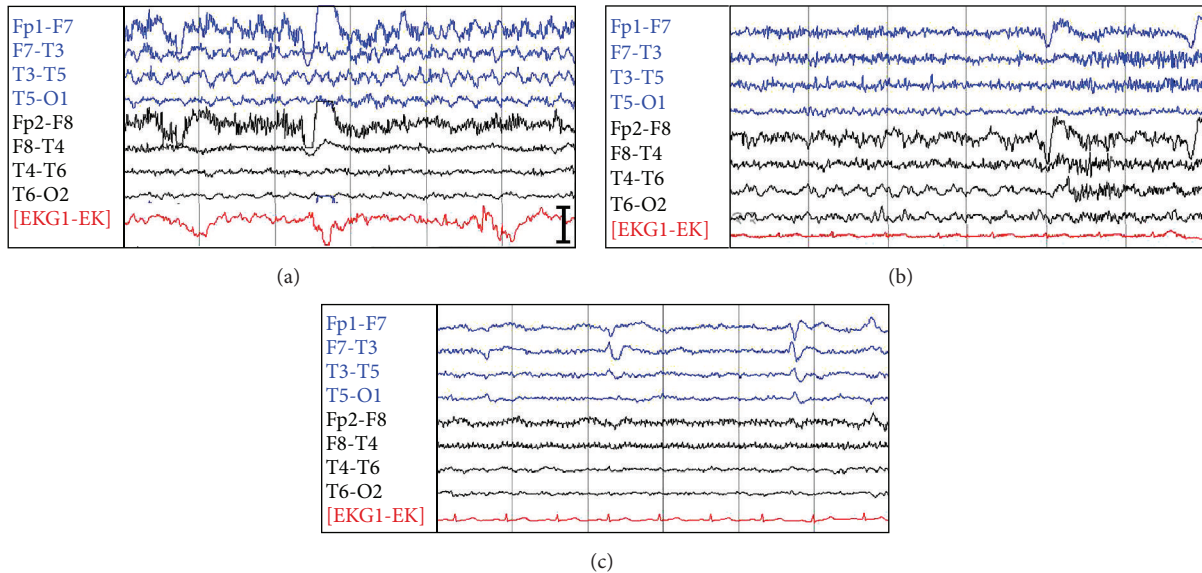 Fp1-F7
F7-T3
T3-T5
T5-O1
Fp2-F8
F8-T4
T4-T6
T6-O2
[EKG1-EK]
(a)
Fp1-F7
F7-T3
T3-T5
T5-O1
Fp2-F8
F8-T4
T4-T6
T6-O2
[EKG1-EK]
(b)
Fp1-F7
F7-T3
T3-T5
T5-O1
Fp2-F8
F8-T4
T4-T6
T6-O2
[EKG1-EK]
(c)